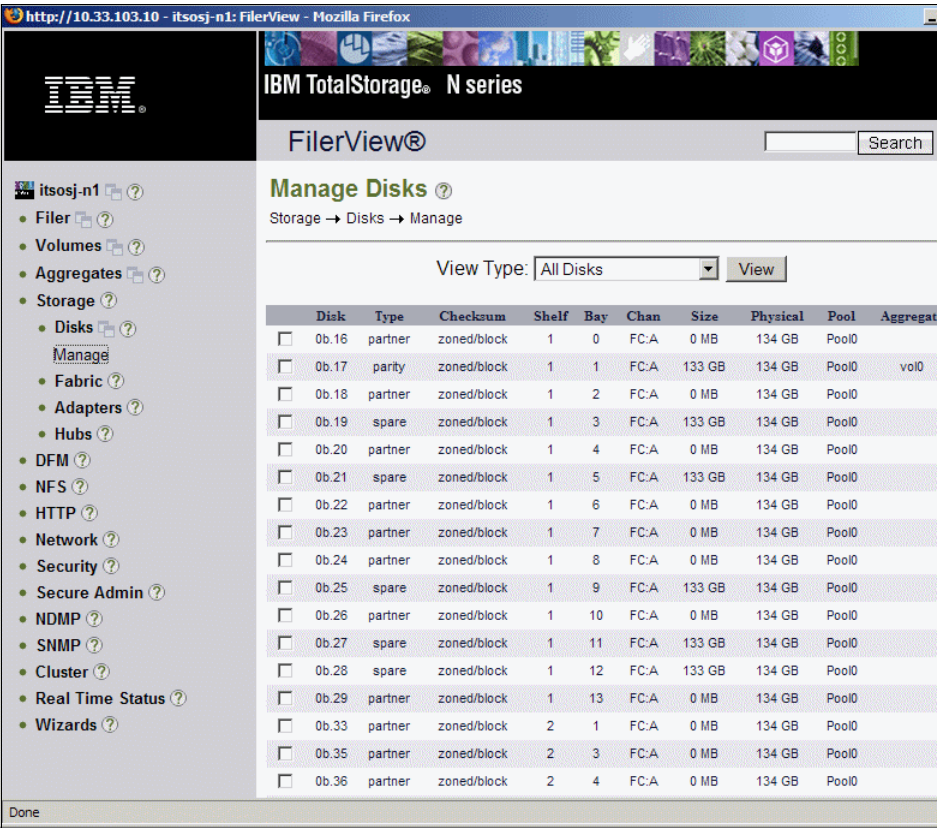 http://10.33.103.10 - itsosj-n1: FilerView - Mozilla Firefox
IBM®
IBM TotalStorage® N series
FilerView®
Search
itsosj-n1
Filer
Volumes
Aggregates
Storage
Disks
Manage
Fabric
Adapters
Hubs
DFM
NFS
HTTP
Network
Security
Secure Admin
NDMP
SNMP
Cluster
Real Time Status
Wizards
Manage Disks
Storage → Disks → Manage
View Type: All Disks View
Disk Type Checksum Shelf Bay Chan Size Physical Pool Aggregat
0b.16 partner zoned/block 1 0 FC:A 0 MB 134 GB Pool0
0b.17 parity zoned/block 1 1 FC:A 133 GB 134 GB Pool0 vol0
0b.18 partner zoned/block 1 2 FC:A 0 MB 134 GB Pool0
0b.19 spare zoned/block 1 3 FC:A 133 GB 134 GB Pool0
0b.20 partner zoned/block 1 4 FC:A 0 MB 134 GB Pool0
0b.21 spare zoned/block 1 5 FC:A 133 GB 134 GB Pool0
0b.22 partner zoned/block 1 6 FC:A 0 MB 134 GB Pool0
0b.23 partner zoned/block 1 7 FC:A 0 MB 134 GB Pool0
0b.24 partner zoned/block 1 8 FC:A 0 MB 134 GB Pool0
0b.25 spare zoned/block 1 9 FC:A 133 GB 134 GB Pool0
0b.26 partner zoned/block 1 10 FC:A 0 MB 134 GB Pool0
0b.27 spare zoned/block 1 11 FC:A 133 GB 134 GB Pool0
0b.28 spare zoned/block 1 12 FC:A 133 GB 134 GB Pool0
0b.29 partner zoned/block 1 13 FC:A 0 MB 134 GB Pool0
0b.33 partner zoned/block 2 1 FC:A 0 MB 134 GB Pool0
0b.35 partner zoned/block 2 3 FC:A 0 MB 134 GB Pool0
0b.36 partner zoned/block 2 4 FC:A 0 MB 134 GB Pool0
Done